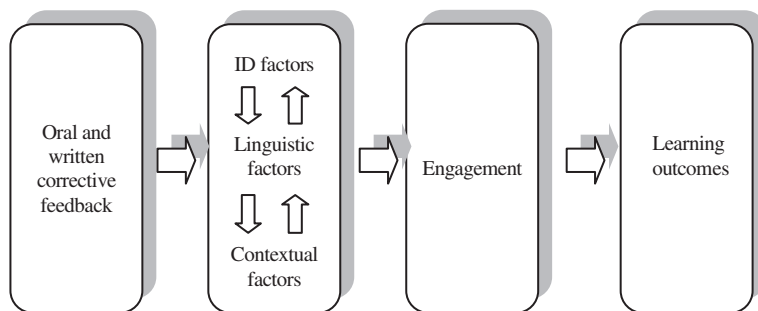 Oral and
written
corrective
feedback
ID factors
Linguistic
factors
Contextual
factors
Engagement
Learning
outcomes